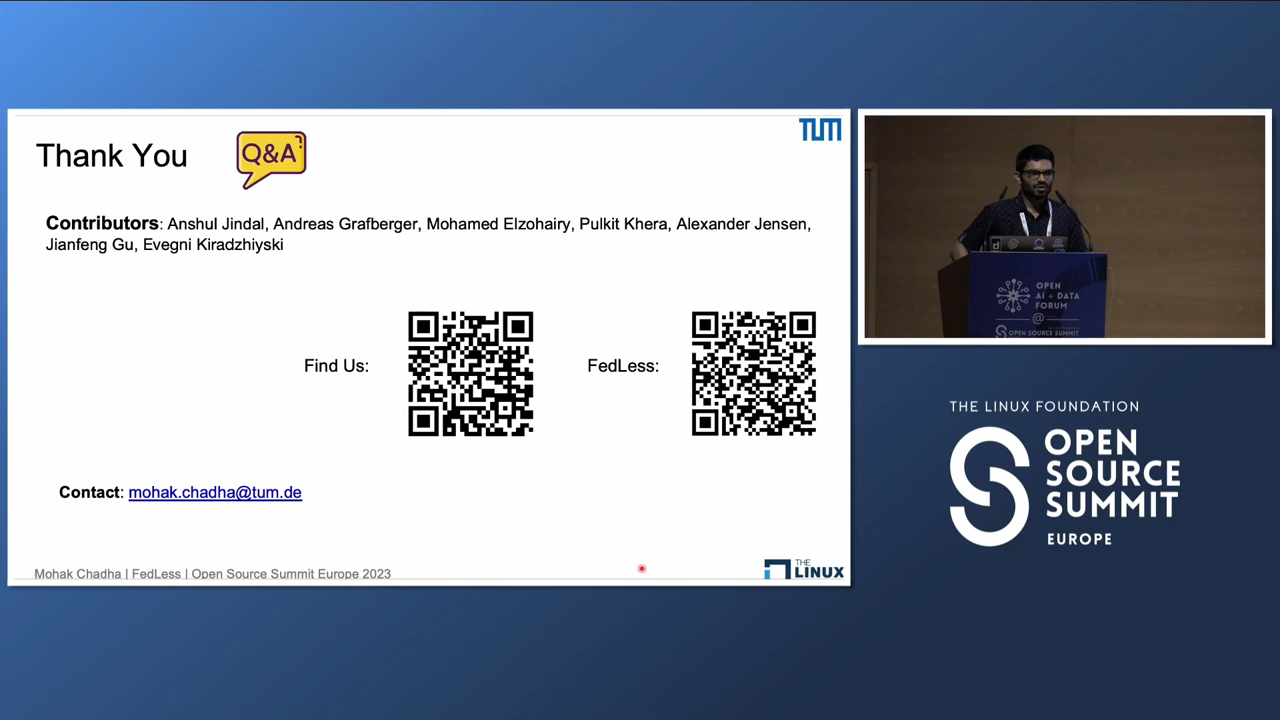 Thank You
Q&A
TUM
Contributors: Anshul Jindal, Andreas Grafberger, Mohamed Elzohairy, Pulkit Khera, Alexander Jensen,
Jianfeng Gu, Evegni Kiradzhiyski
Find Us:
FedLess:
Contact: mohak.chadha@tum.de
Mohak Chadha | FedLess | Open Source Summit Europe 2023
THE
LINUX
OPEN
AI + DATA
FORUM
@
OPEN SOURCE SUMMIT
THE LINUX FOUNDATION
OPEN
SOURCE
SUMMIT
EUROPE